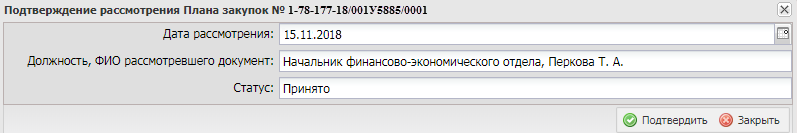 Подтверждение рассмотрения Плана закупок № 1-78-177-18/001У5885/0001
Дата рассмотрения: 15.11.2018
Должность, ФИО рассмотревшего документ: Начальник финансово-экономического отдела, Перкова Т. А.
Статус: Принято
Подтвердить Закрыть